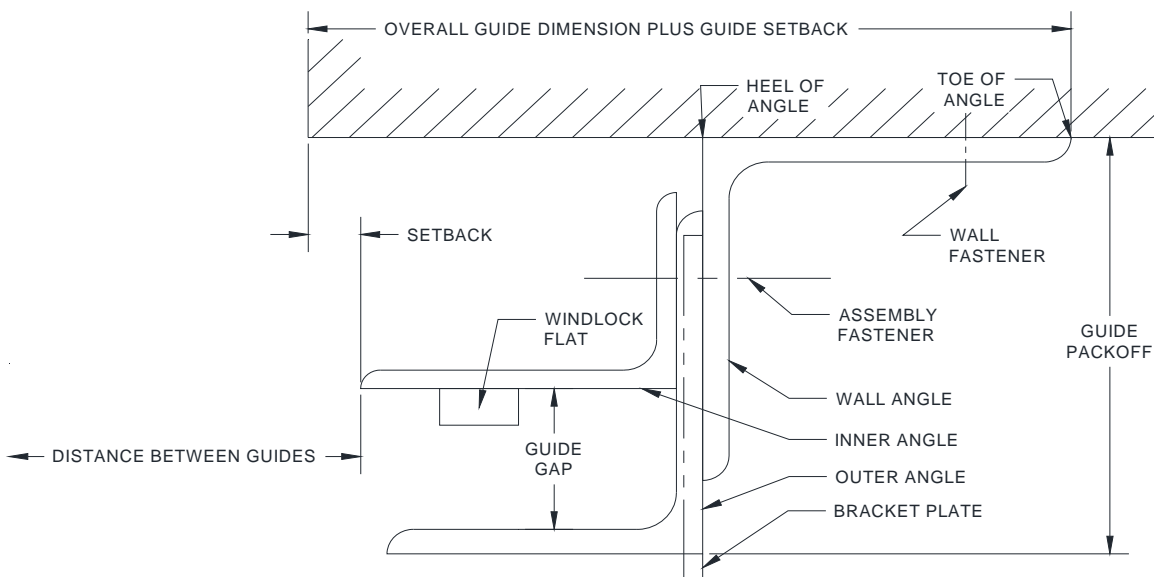 OVERALL GUIDE DIMENSION PLUS GUIDE SETBACK
HEEL OF
ANGLE
TOE OF
ANGLE
SETBACK
WALL
FASTENER
WINDLOCK
FLAT
ASSEMBLY
FASTENER
GUIDE
PACKOFF
WALL ANGLE
INNER ANGLE
GUIDE
GAP
DISTANCE BETWEEN GUIDES
OUTER ANGLE
BRACKET PLATE